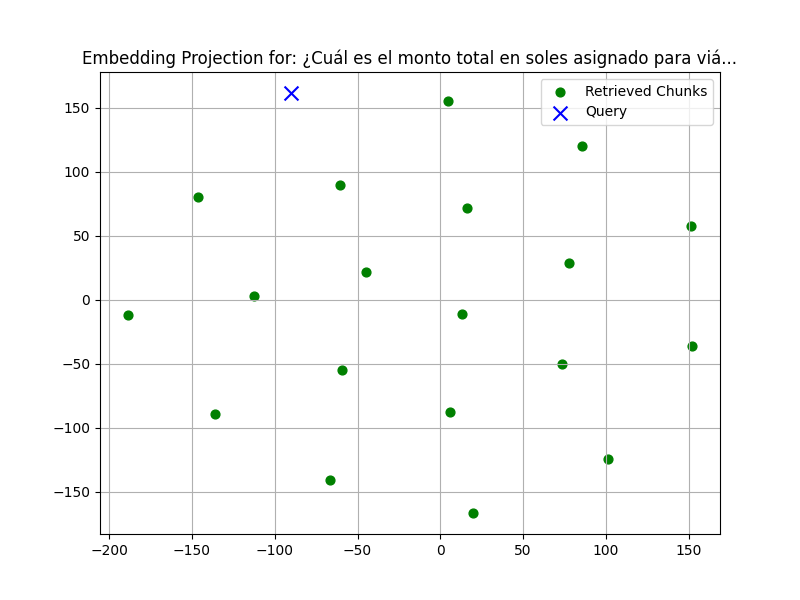 Embedding Projection for: ¿Cuál es el monto total en soles asignado para viá...
Retrieved Chunks
Query
150
100
50
0
−50
−100
−150
−200 −150 −100 −50 0 50 100 150